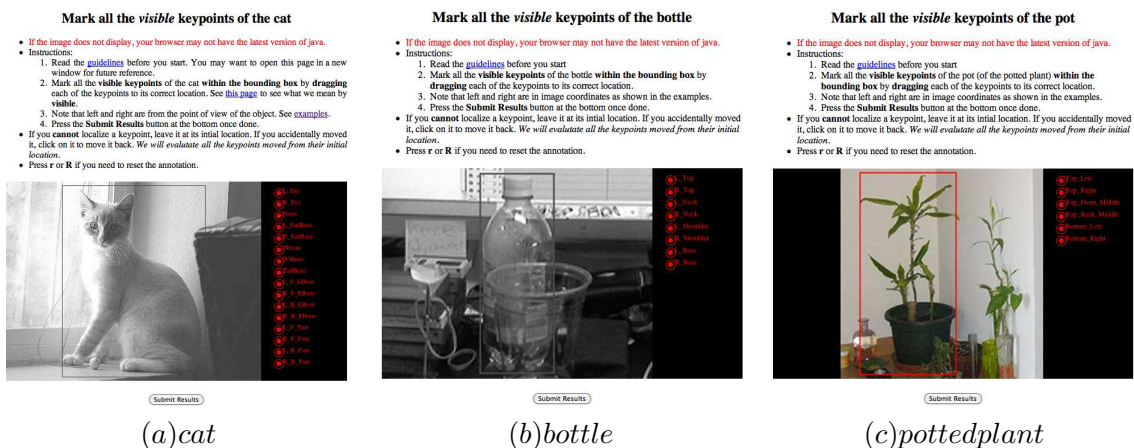 Mark all the visible keypoints of the cat
• If the image does not display, your browser may not have the latest version of java.
• Instructions:
1. Read the guidelines before you start. You may want to open this page in a new
window for future reference.
2. Mark all the visible keypoints of the cat within the bounding box by dragging
each of the keypoints to its correct location. See this page to see what we mean by
visible.
3. Note that left and right are from the point of view of the object. See examples.
4. Press the Submit Results button at the bottom once done.
• If you cannot localize a keypoint, leave it at its intial location. If you accidentally moved
it, click on it to move it back. We will evalutate all the keypoints moved from their initial
location.
• Press r or R if you need to reset the annotation.
L_Eye
R_Eye
Nose
L_EarBase
R_EarBase
Throat
Withers
TailBase
L_F_Elbow
R_F_Elbow
L_B_Elbow
R_B_Elbow
L_F_Paw
R_F_Paw
L_B_Paw
R_B_Paw
Submit Results
(a)cat
Mark all the visible keypoints of the bottle
• If the image does not display, your browser may not have the latest version of java.
• Instructions:
1. Read the guidelines before you start
2. Mark all the visible keypoints of the bottle within the bounding box by
dragging each of the keypoints to its correct location.
3. Note that left and right are in image coordinates as shown in the examples.
4. Press the Submit Results button at the bottom once done.
• If you cannot localize a keypoint, leave it at its intial location. If you accidentally moved
it, click on it to move it back. We will evalutate all the keypoints moved from their initial
location.
• Press r or R if you need to reset the annotation.
L_Top
R_Top
L_Neck
R_Neck
L_Shoulder
R_Shoulder
L_Base
R_Base
Submit Results
(b)bottle
Mark all the visible keypoints of the pot
• If the image does not display, your browser may not have the latest version of java.
• Instructions:
1. Read the guidelines before you start
2. Mark all the visible keypoints of the pot (of the potted plant) within the
bounding box by dragging each of the keypoints to its correct location.
3. Note that left and right are in image coordinates as shown in the examples.
4. Press the Submit Results button at the bottom once done.
• If you cannot localize a keypoint, leave it at its intial location. If you accidentally moved
it, click on it to move it back. We will evalutate all the keypoints moved from their initial
location.
• Press r or R if you need to reset the annotation.
Top_Left
Top_Right
Top_Front_Middle
Top_Back_Middle
Bottom_Left
Bottom_Right
Submit Results
(c)pottedplant